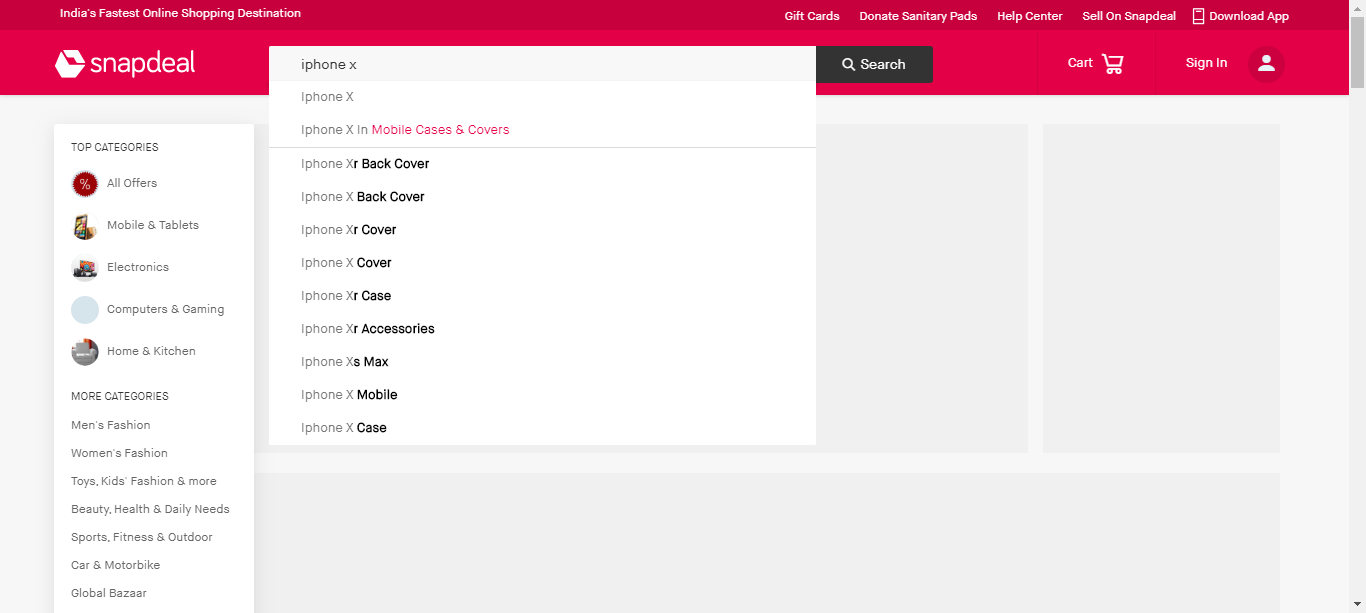 India's Fastest Online Shopping Destination
Gift Cards
Donate Sanitary Pads
Help Center
Sell On Snapdeal
Download App
snapdeal
iphone x
Search
Cart
Sign In
Iphone X
Iphone X In Mobile Cases & Covers
Iphone Xr Back Cover
Iphone X Back Cover
Iphone Xr Cover
Iphone X Cover
Iphone Xr Case
Iphone Xr Accessories
Iphone Xs Max
Iphone X Mobile
Iphone X Case
TOP CATEGORIES
%
All Offers
Mobile & Tablets
Electronics
Computers & Gaming
Home & Kitchen
MORE CATEGORIES
Men's Fashion
Women's Fashion
Toys, Kids' Fashion & more
Beauty, Health & Daily Needs
Sports, Fitness & Outdoor
Car & Motorbike
Global Bazaar